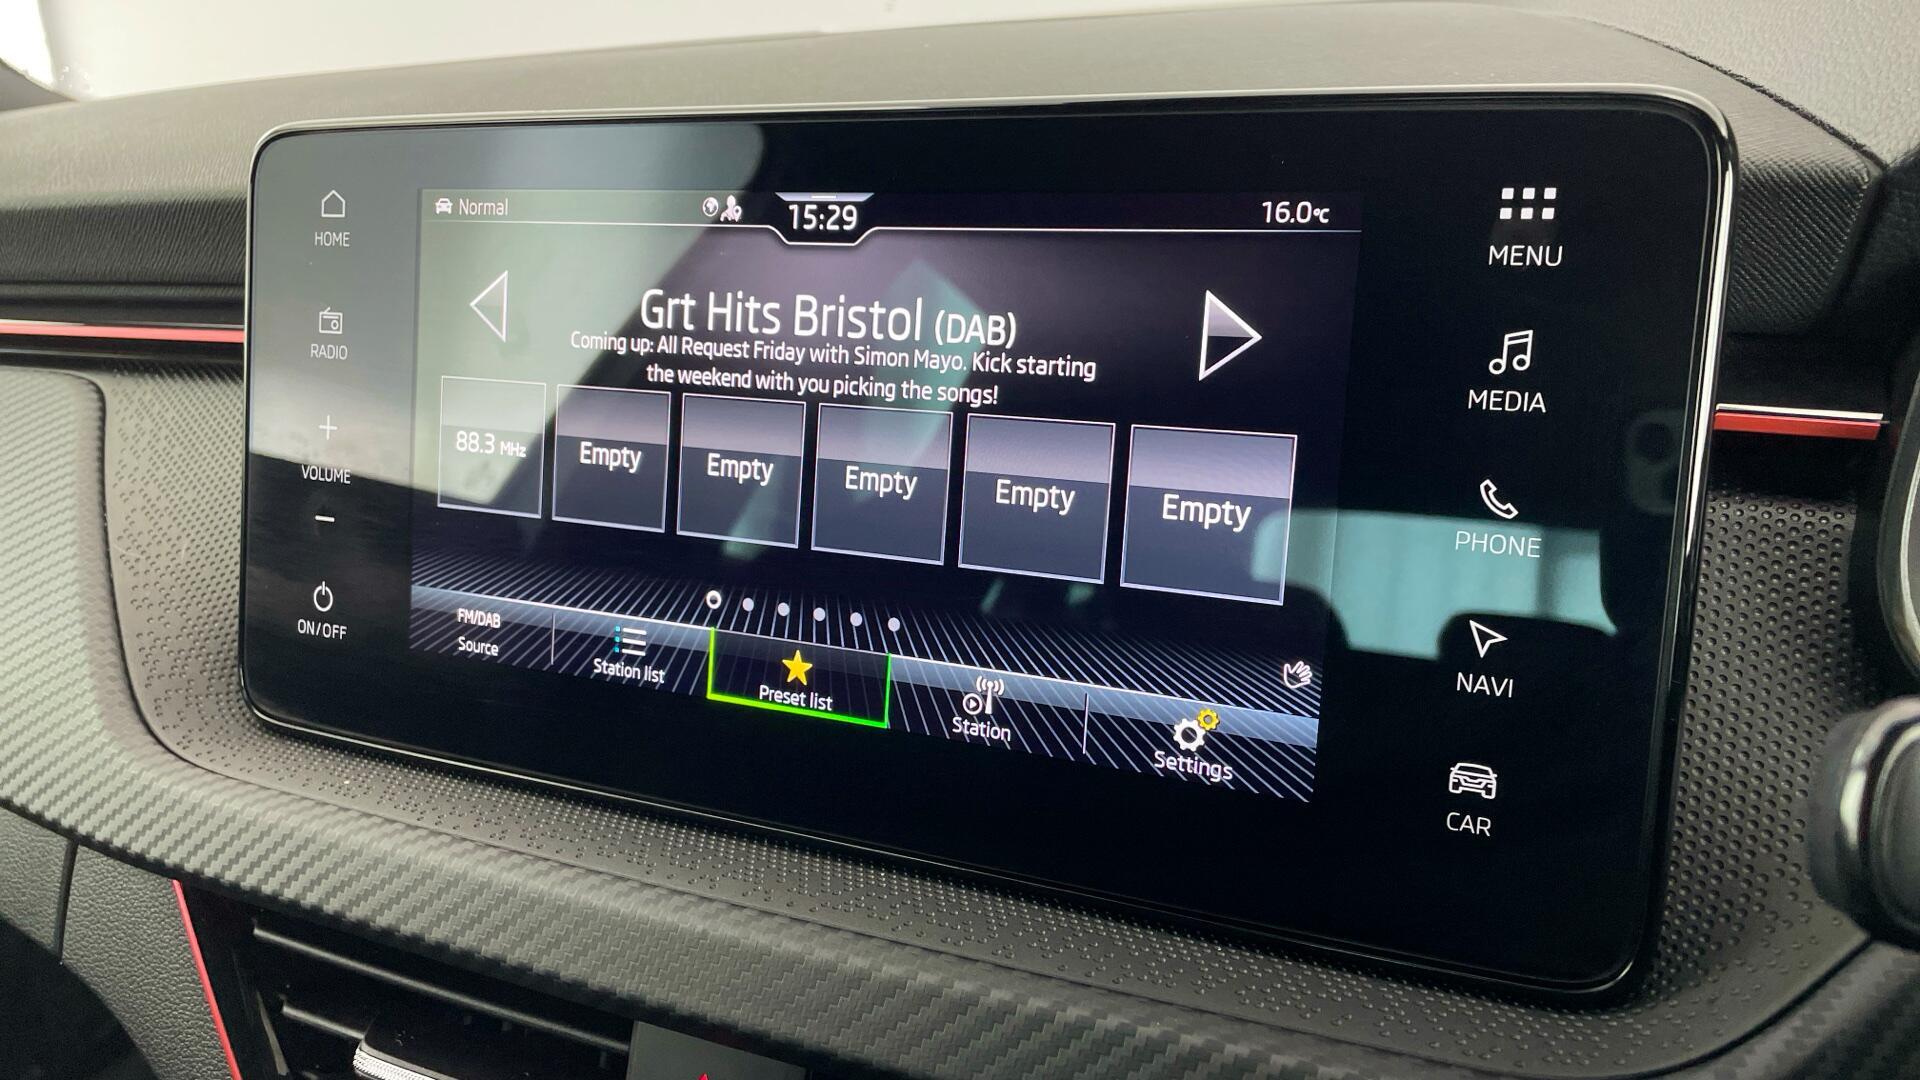 HOME
RADIO
VOLUME
ON/OFF
Normal
15:29
16.0°C
Grt Hits Bristol (DAB)
Coming up: All Request Friday with Simon Mayo. Kick starting
the weekend with you picking the songs!
88.3 MHz
Empty
Empty
Empty
Empty
Empty
FM/DAB
Source
Station list
Preset list
Station
Settings
MENU
MEDIA
PHONE
NAVI
CAR